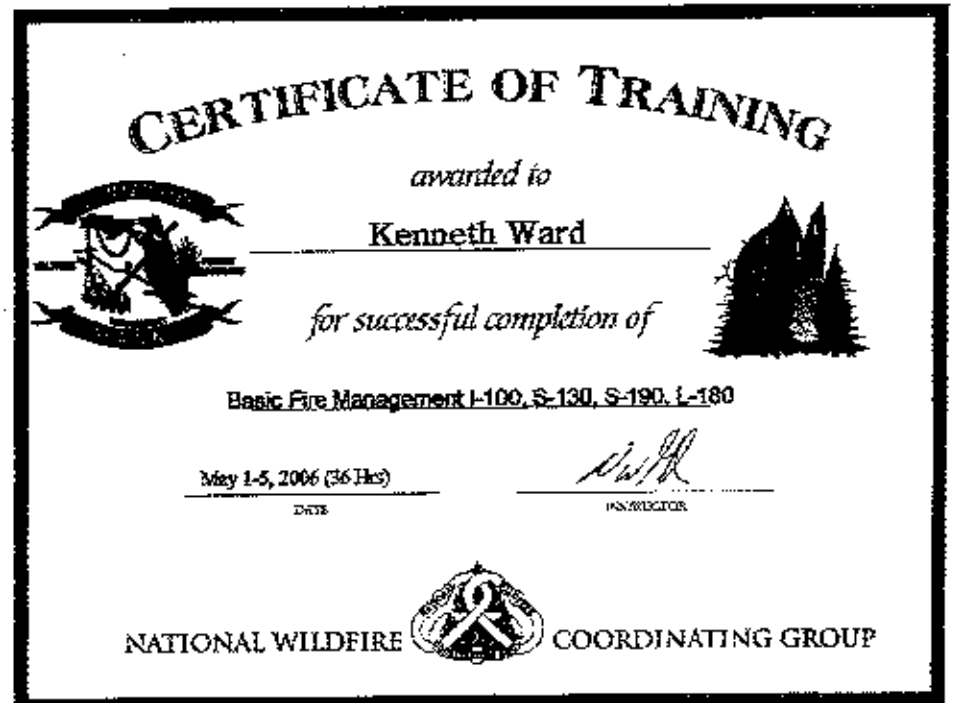 CERTIFICATE OF TRAINING
awarded to
Kenneth Ward
for successful completion of
Basic Fire Management I-100, S-130, S-190, L-180
May 1-5, 2006 (36 Hrs)
DATE
INSTRUCTOR
NATIONAL WILDFIRE COORDINATING GROUP